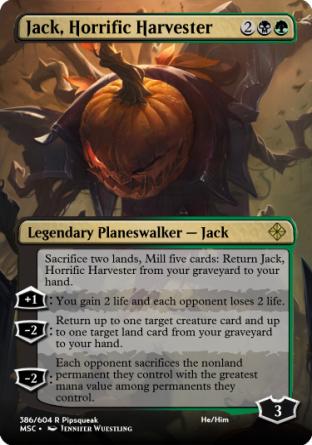 Jack, Horrific Harvester 2
Legendary Planeswalker — Jack
Sacrifice two lands, Mill five cards: Return Jack,
Horrific Harvester from your graveyard to your
hand.
+1 : You gain 2 life and each opponent loses 2 life.
Return up to one target creature card and up
-2 : to one target land card from your graveyard
to your hand.
Each opponent sacrifices the nonland
-2 : permanent they control with the greatest
mana value among permanents they
control.
3
386/604 R Pipsqueak He/Him
MSC • Jennifer Wuestling